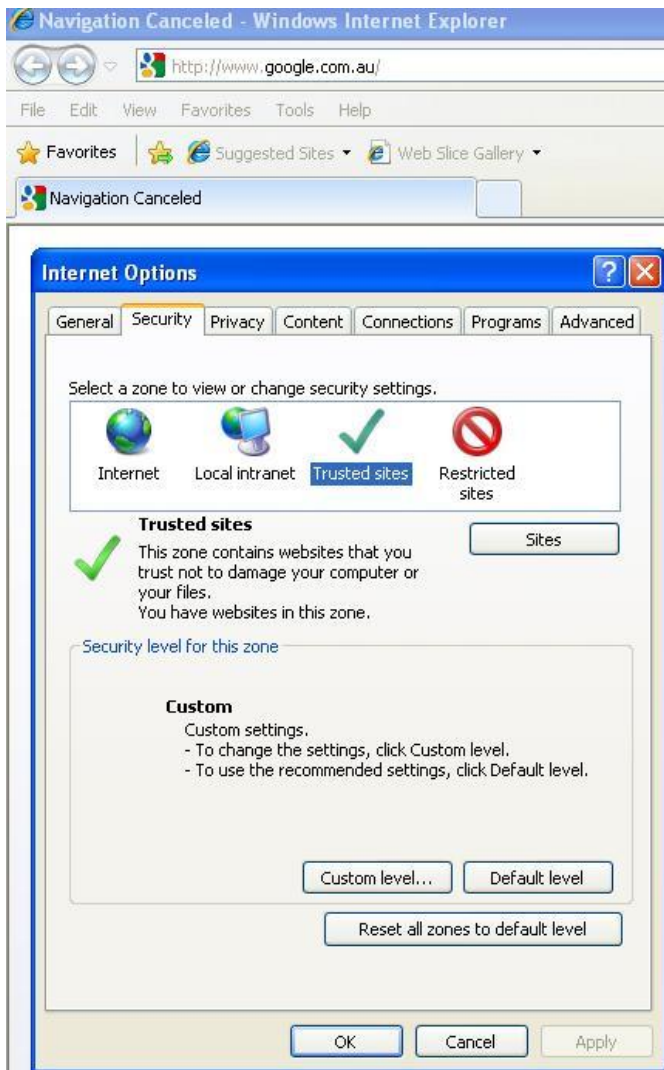 Navigation Canceled - Windows Internet Explorer
http://www.google.com.au/
File Edit View Favorites Tools Help
Favorites Suggested Sites Web Slice Gallery
Navigation Canceled
Internet Options
General Security Privacy Content Connections Programs Advanced
Select a zone to view or change security settings.
Internet Local intranet Trusted sites Restricted sites
Trusted sites
Sites
This zone contains websites that you
trust not to damage your computer or
your files.
You have websites in this zone.
Security level for this zone
Custom
Custom settings.
- To change the settings, click Custom level.
- To use the recommended settings, click Default level.
Custom level... Default level
Reset all zones to default level
OK Cancel Apply